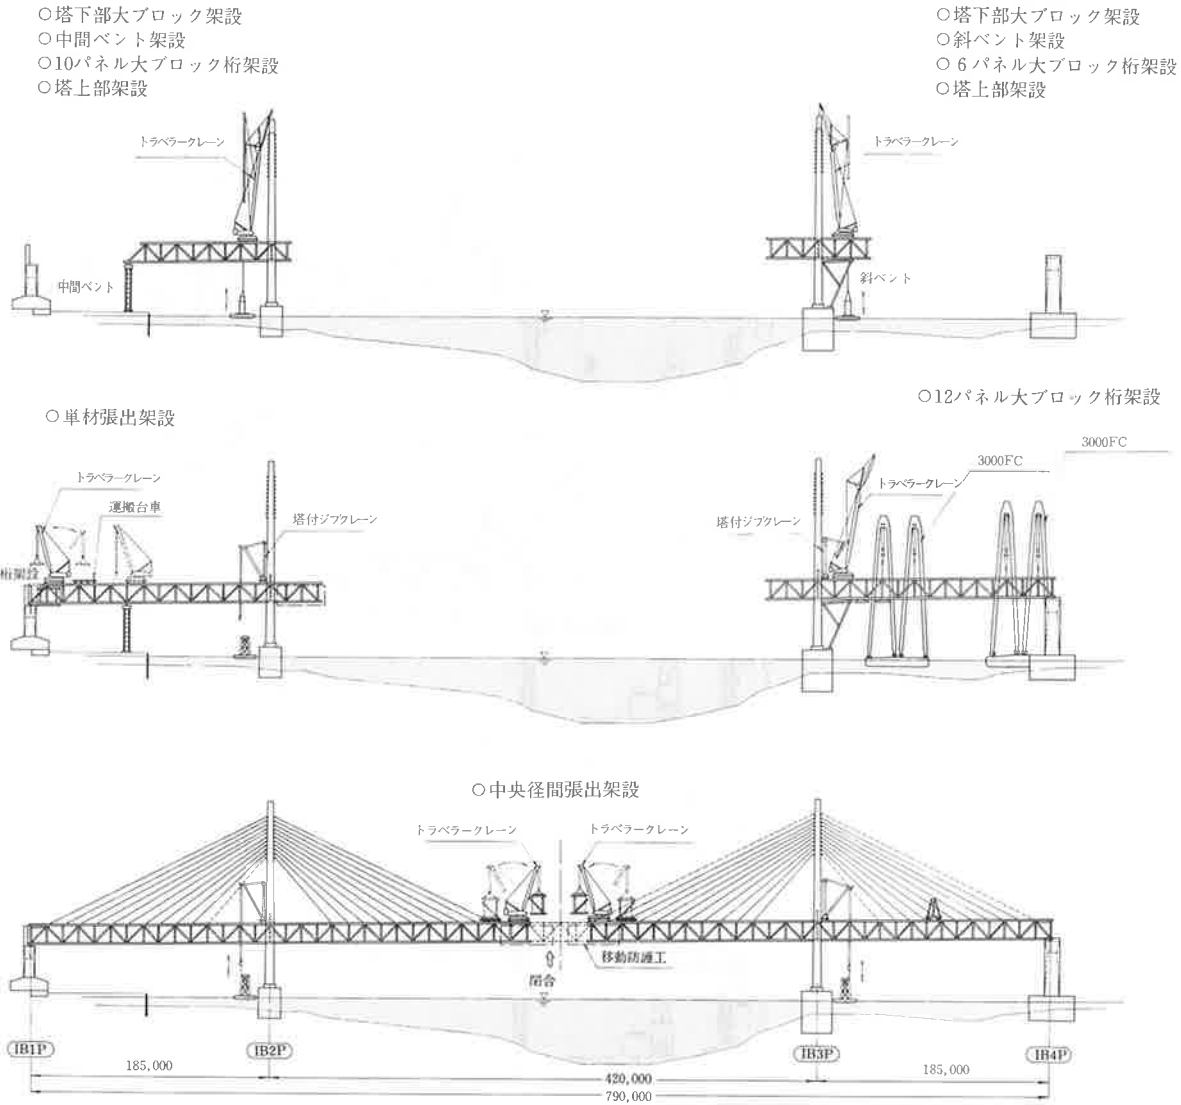 ○塔下部大ブロック架設
○中間ベント架設
○10パネル大ブロック桁架設
○塔上部架設
○塔下部大ブロック架設
○斜ベント架設
○6パネル大ブロック桁架設
○塔上部架設
トラベラークレーン
トラベラークレーン
中間ベント
斜ベント
○単材張出架設
○12パネル大ブロック桁架設
3000FC
3000FC
トラベラークレーン
トラベラークレーン
運搬台車
塔付ジブクレーン
塔付ジブクレーン
桁架設
○中央径間張出架設
トラベラークレーン
トラベラークレーン
移動防護工
閉合
IB1P
IB2P
IB3P
IB4P
185,000
420,000
185,000
790,000